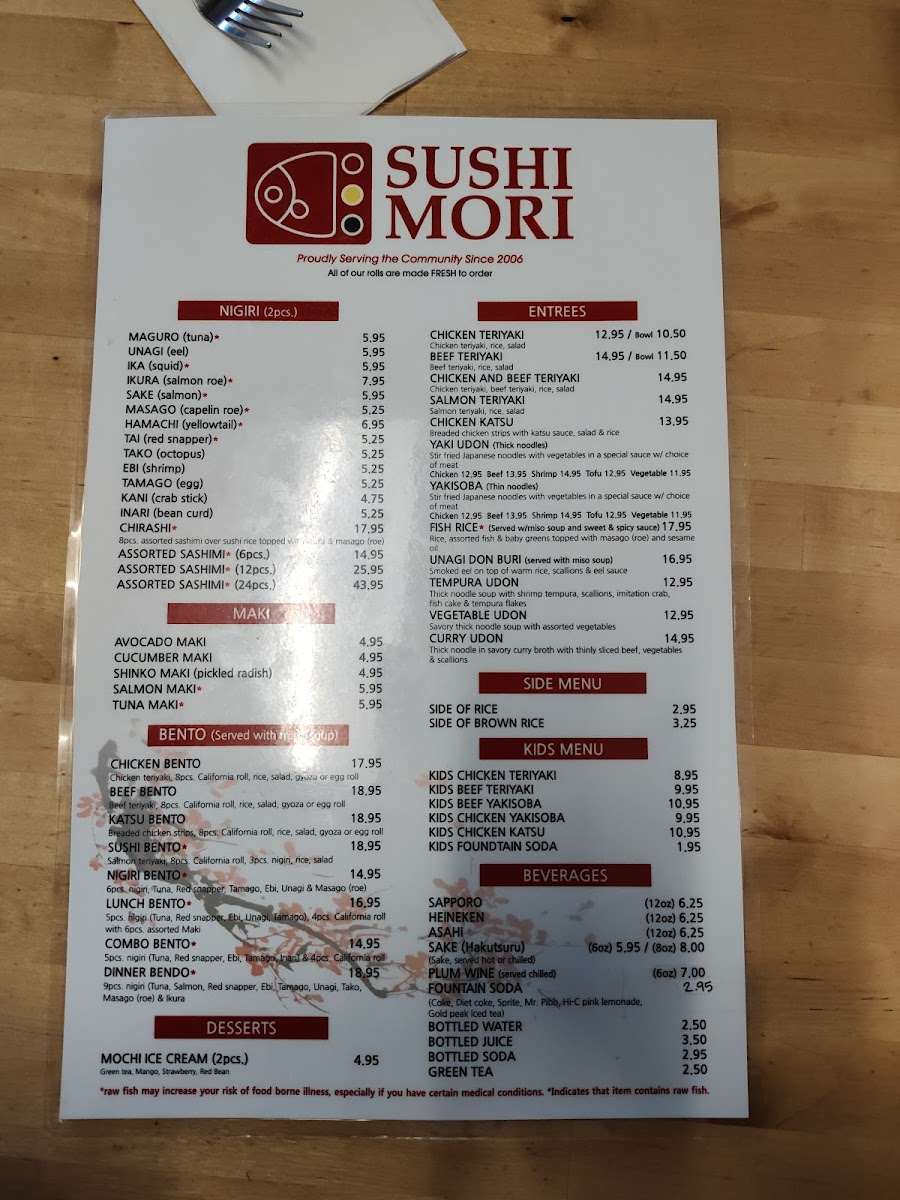 SUSHI
MORI
Proudly Serving the Community Since 2006
All of our rolls are made FRESH to order
NIGIRI (2pcs.)
MAGURO (tuna)* 5.95
UNAGI (eel) 5.95
IKA (squid)* 5.95
IKURA (salmon roe)* 7.95
SAKE (salmon)* 5.95
MASAGO (capelin roe)* 5.25
HAMACHI (yellowtail)* 6.95
TAI (red snapper)* 5.25
TAKO (octopus) 5.25
EBI (shrimp) 5.25
TAMAGO (egg) 5.25
KANI (crab stick) 4.75
INARI (bean curd) 5.25
CHIRASHI* 17.95
8pcs. assorted sashimi over sushi rice topped & masago (roe)
ASSORTED SASHIMI* (6pcs.) 14.95
ASSORTED SASHIMI* (12pcs.) 25.95
ASSORTED SASHIMI* (24pcs.) 43.95
MAKI
AVOCADO MAKI 4.95
CUCUMBER MAKI 4.95
SHINKO MAKI (pickled radish) 4.95
SALMON MAKI* 5.95
TUNA MAKI* 5.95
BENTO (Served with miso soup)
CHICKEN BENTO 17.95
Chicken teriyaki, 8pcs. California roll, rice, salad, gyoza or egg roll
BEEF BENTO 18.95
Beef teriyaki, 8pcs. California roll, rice, salad, gyoza or egg roll
KATSU BENTO 18.95
Breaded chicken strips, 8pcs. California roll, rice, salad, gyoza or egg roll
SUSHI BENTO* 18.95
Salmon teriyaki, 8pcs. California roll, 3pcs. nigiri, rice, salad
NIGIRI BENTO* 14.95
6pcs. nigiri, Tuna, Red snapper, Tamago, Ebi, Unagi & Masago (roe)
LUNCH BENTO* 16.95
5pcs. nigiri (Tuna, Red snapper, Ebi, Unagi, Tamago), 4pcs. California roll
with 6pcs. assorted Maki
COMBO BENTO* 14.95
5pcs. nigiri (Tuna, Red snapper, Ebi, Tamago, Inari) & 4pcs. California roll
DINNER BENDO* 18.95
9pcs. nigiri (Tuna, Salmon, Red snapper, Ebi, Tamago, Unagi, Tako,
Masago (roe) & Ikura
DESSERTS
MOCHI ICE CREAM (2pcs.) 4.95
Green tea, Mango, Strawberry, Red Bean
ENTREES
CHICKEN TERIYAKI 12.95 / Bowl 10.50
Chicken teriyaki, rice, salad
BEEF TERIYAKI 14.95 / Bowl 11.50
Beef teriyaki, rice, salad
CHICKEN AND BEEF TERIYAKI 14.95
Chicken teriyaki, beef teriyaki, rice, salad
SALMON TERIYAKI 14.95
Salmon teriyaki, rice, salad
CHICKEN KATSU 13.95
Breaded chicken strips with katsu sauce, salad & rice
YAKI UDON (Thick noodles)
Stir fried Japanese noodles with vegetables in a special sauce w/ choice
of meat
Chicken 12.95 Beef 13.95 Shrimp 14.95 Tofu 12.95 Vegetable 11.95
YAKISOBA (Thin noodles)
Stir fried Japanese noodles with vegetables in a special sauce w/ choice
of meat
Chicken 12.95 Beef 13.95 Shrimp 14.95 Tofu 12.95 Vegetable 11.95
FISH RICE* (Served w/miso soup and sweet & spicy sauce) 17.95
Rice, assorted fish & baby greens topped with masago (roe) and sesame
oil
UNAGI DON BURI (served with miso soup) 16.95
Smoked eel on top of warm rice, scallions & eel sauce
TEMPURA UDON 12.95
Thick noodle soup with shrimp tempura, scallions, imitation crab,
fish cake & tempura flakes
VEGETABLE UDON 12.95
Savory thick noodle soup with assorted vegetables
CURRY UDON 14.95
Thick noodle in savory curry broth with thinly sliced beef, vegetables
& scallions
SIDE MENU
SIDE OF RICE 2.95
SIDE OF BROWN RICE 3.25
KIDS MENU
KIDS CHICKEN TERIYAKI 8.95
KIDS BEEF TERIYAKI 9.95
KIDS BEEF YAKISOBA 10.95
KIDS CHICKEN YAKISOBA 9.95
KIDS CHICKEN KATSU 10.95
KIDS FOUNDTAIN SODA 1.95
BEVERAGES
SAPPORO (12oz) 6.25
HEINEKEN (12oz) 6.25
ASAHI (12oz) 6.25
SAKE (Hakutsuru) (6oz) 5.95 / (8oz) 8.00
(Sake, served hot or chilled)
PLUM WINE (served chilled) (6oz) 7.00
FOUNTAIN SODA 2.95
(Coke, Diet coke, Sprite, Mr. Pibb, Hi-C pink lemonade,
Gold peak Iced tea)
BOTTLED WATER 2.50
BOTTLED JUICE 3.50
BOTTLED SODA 2.95
GREEN TEA 2.50
*raw fish may increase your risk of food borne illness, especially if you have certain medical conditions. *Indicates that item contains raw fish.